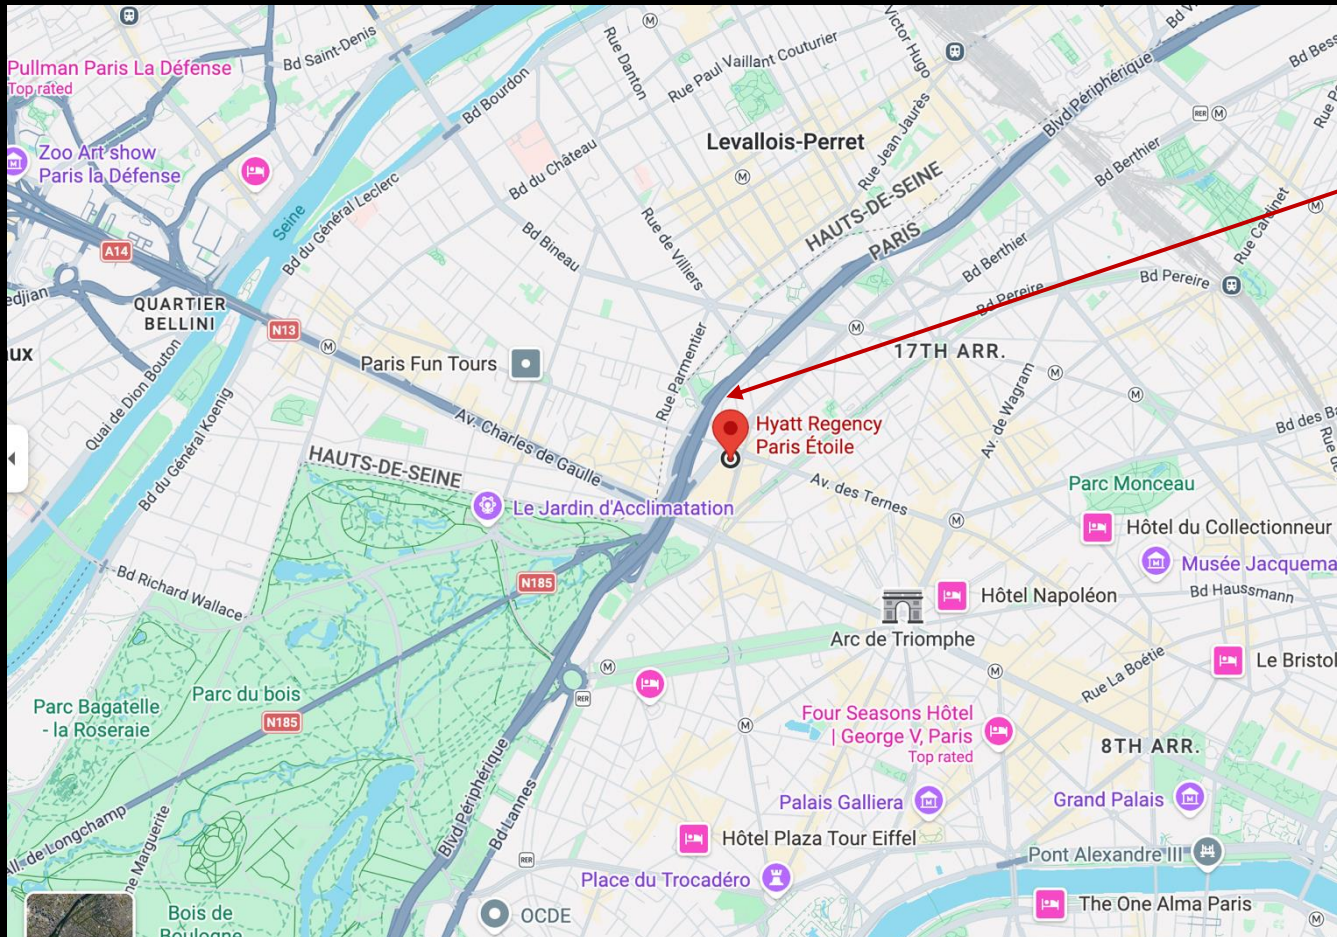 Bd Saint-Denis
Pullman Paris La Défense
Top rated
Bd Bourdon
Rue Danton
Rue Paul Vaillant Couturier
Victor Hugo
Blvd Périphérique
RER
M
Zoo Art show
Paris la Défense
Bd du Château
Levallois-Perret
Rue Jean Jaurès
Bd Berthier
Seine
Bd du Général Leclerc
Bd Bineau
Rue de Villiers
HAUTS-DE-SEINE
PARIS
Rue Cardinet
A14
QUARTIER
BELLINI
N13
Bd Berthier
Bd Pereire
Bd Pereire
Quai de Dion Bouton
Bd du Général Koenig
Paris Fun Tours
Rue Parmentier
17TH ARR.
Av. de Wagram
Av. Charles de Gaulle
Hyatt Regency
Paris Étoile
HAUTS-DE-SEINE
Le Jardin d'Acclimatation
Av. des Ternes
Parc Monceau
Hôtel du Collectionneur
Musée Jacquema
Bd Richard Wallace
N185
Hôtel Napoléon
Bd Haussmann
Arc de Triomphe
Le Bristol
Rue La Boétie
Parc Bagatelle
- la Roseraie
Parc du bois
N185
RER
Four Seasons Hôtel
| George V, Paris
Top rated
8TH ARR.
Palais Galliera
Grand Palais
All. de Longchamp
Blvd Périphérique
Bd Lannes
Hôtel Plaza Tour Eiffel
Pont Alexandre III
RER
Place du Trocadéro
The One Alma Paris
Bois de
Boulogne
OCDE